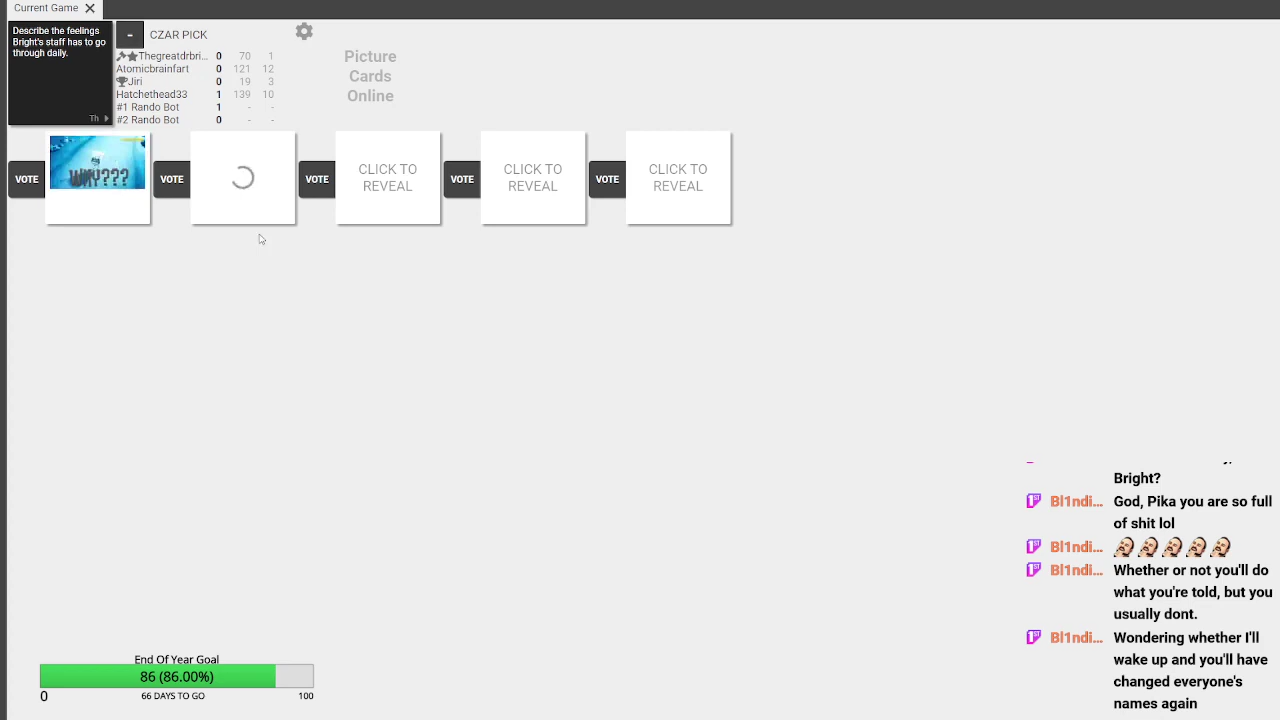 Current Game
Describe the feelings
Bright's staff has to go
through daily.
Th
-
CZAR PICK
Thegreatdrbri... 0 70 1
Atomicbrainfart 0 121 12
Jiri 0 19 3
Hatchethead33 1 139 10
#1 Rando Bot 1 - -
#2 Rando Bot 0 - -
Picture
Cards
Online
VOTE
WHY???
VOTE
VOTE
CLICK TO
REVEAL
VOTE
CLICK TO
REVEAL
VOTE
CLICK TO
REVEAL
Bright?
Bl1ndi... God, Pika you are so full
of shit lol
Bl1ndi...
Bl1ndi... Whether or not you'll do
what you're told, but you
usually dont.
Bl1ndi... Wondering whether I'll
wake up and you'll have
changed everyone's
names again
End Of Year Goal
86 (86.00%)
0 66 DAYS TO GO 100